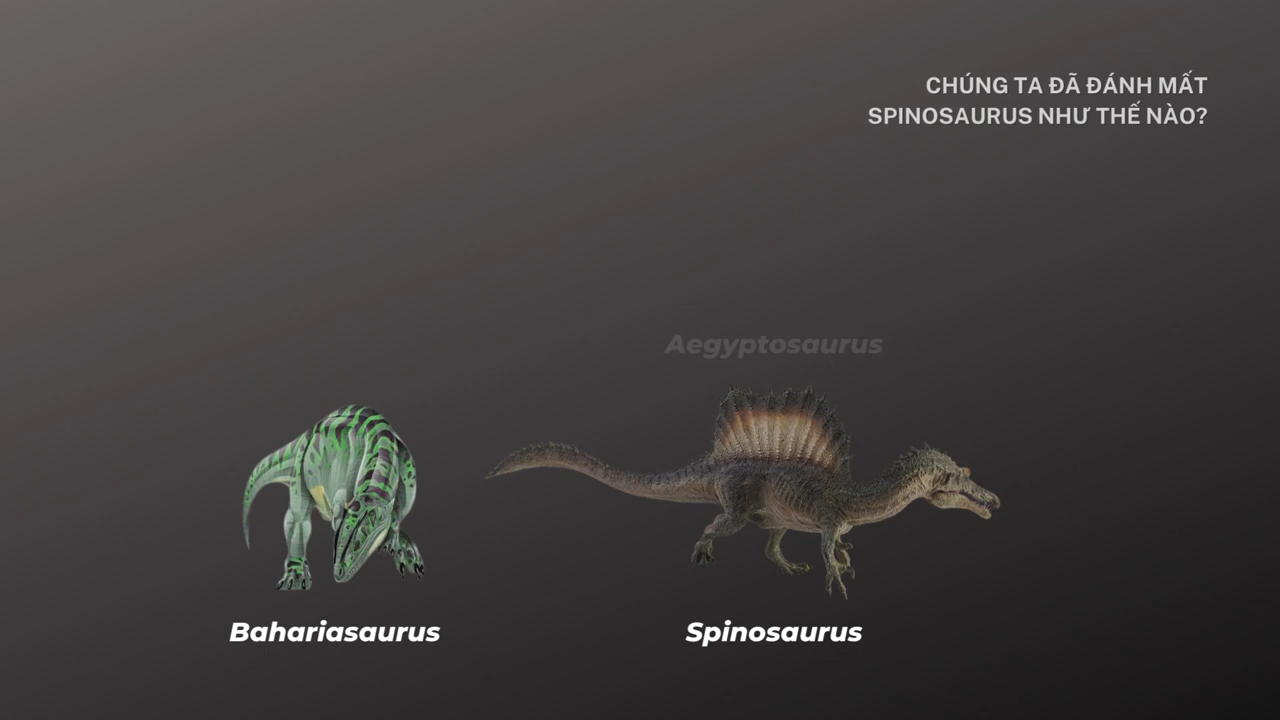 CHÚNG TA ĐÃ ĐÁNH MẤT
SPINOSAURUS NHƯ THẾ NÀO?
Aegyptosaurus
Bahariasaurus
Spinosaurus